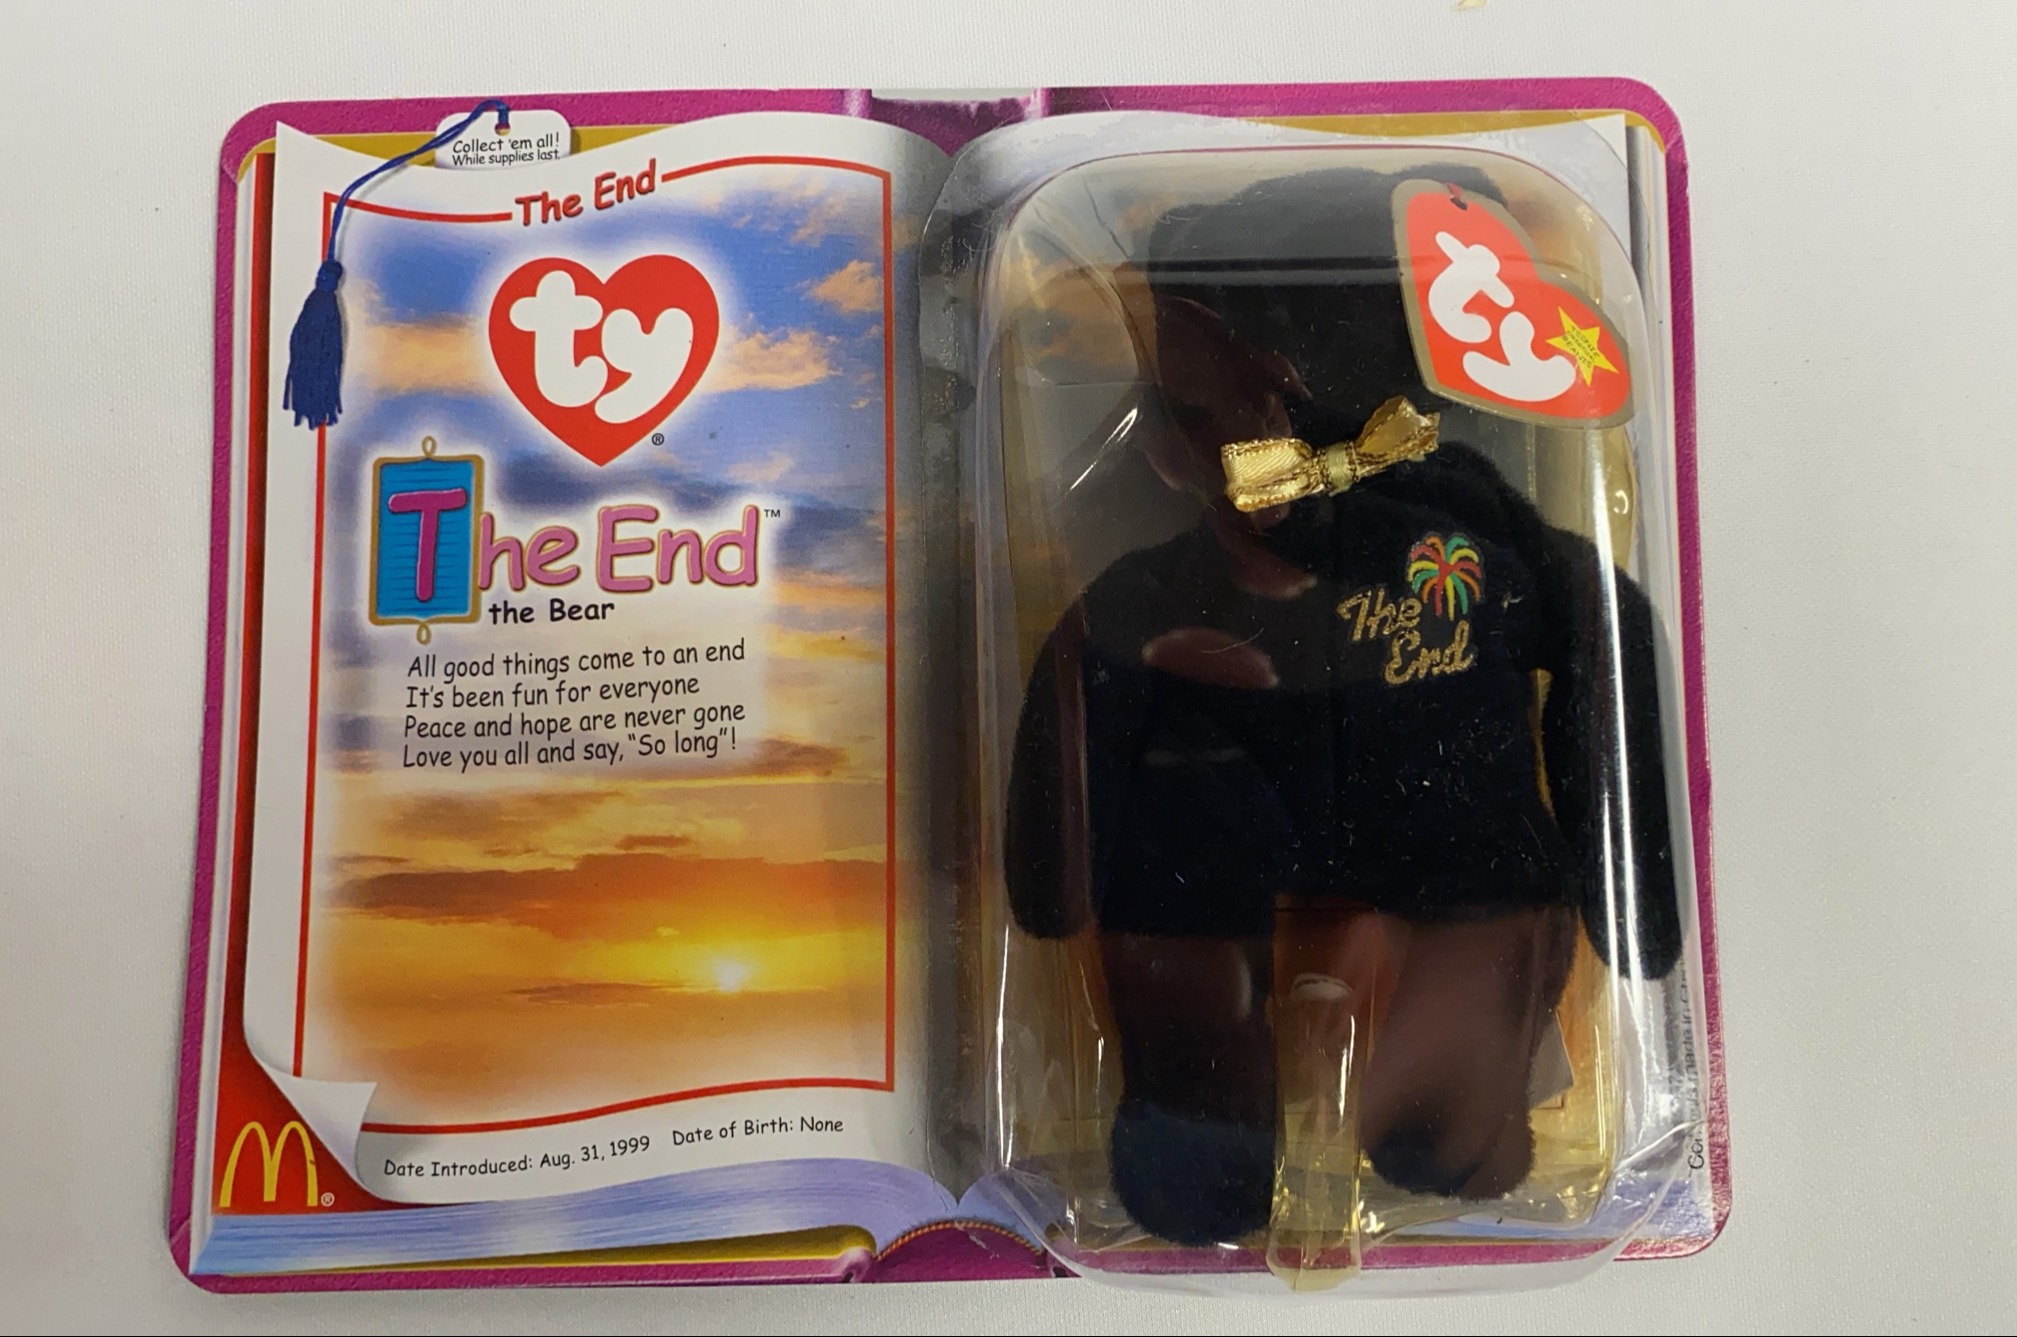 Collect 'em all!
While supplies last.
The End
ty
®
The End™
the Bear
All good things come to an end
It's been fun for everyone
Peace and hope are never gone
Love you all and say, "So long"!
Date Introduced: Aug. 31, 1999 Date of Birth: None
®
ty
TEENIE
BEANIE
The
End